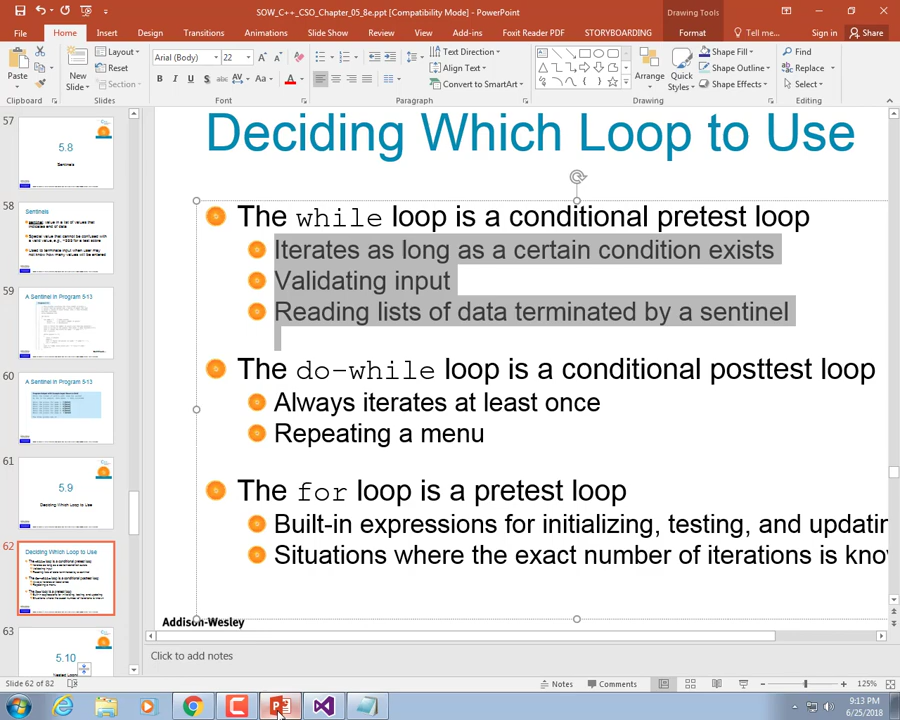 SOW_C++_CSO_Chapter_05_8e.ppt [Compatibility Mode] - PowerPoint
Drawing Tools
File Home Insert Design Transitions Animations Slide Show Review View Add-ins Foxit Reader PDF STORYBOARDING Format Tell me... Sign in Share
Paste
Clipboard
New
Slide
Layout
Reset
Section
Slides
Arial (Body) 22
B I U S abc AV Aa A
Font
Text Direction
Align Text
Convert to SmartArt
Paragraph
Arrange
Quick
Styles
Shape Fill
Shape Outline
Shape Effects
Drawing
Find
Replace
Select
Editing
57
5.8
Sentinels
58
Sentinels
59
A Sentinel in Program 5-13
60
A Sentinel in Program 5-13
61
5.9
Deciding Which Loop to Use
62
Deciding Which Loop to Use
63
5.10
Deciding Which Loop to Use
The while loop is a conditional pretest loop
Iterates as long as a certain condition exists
Validating input
Reading lists of data terminated by a sentinel
The do-while loop is a conditional posttest loop
Always iterates at least once
Repeating a menu
The for loop is a pretest loop
Built-in expressions for initializing, testing, and updatin
Situations where the exact number of iterations is kno
Addison-Wesley
Click to add notes
Slide 62 of 82 Notes Comments 125%
9:13 PM
6/25/2018